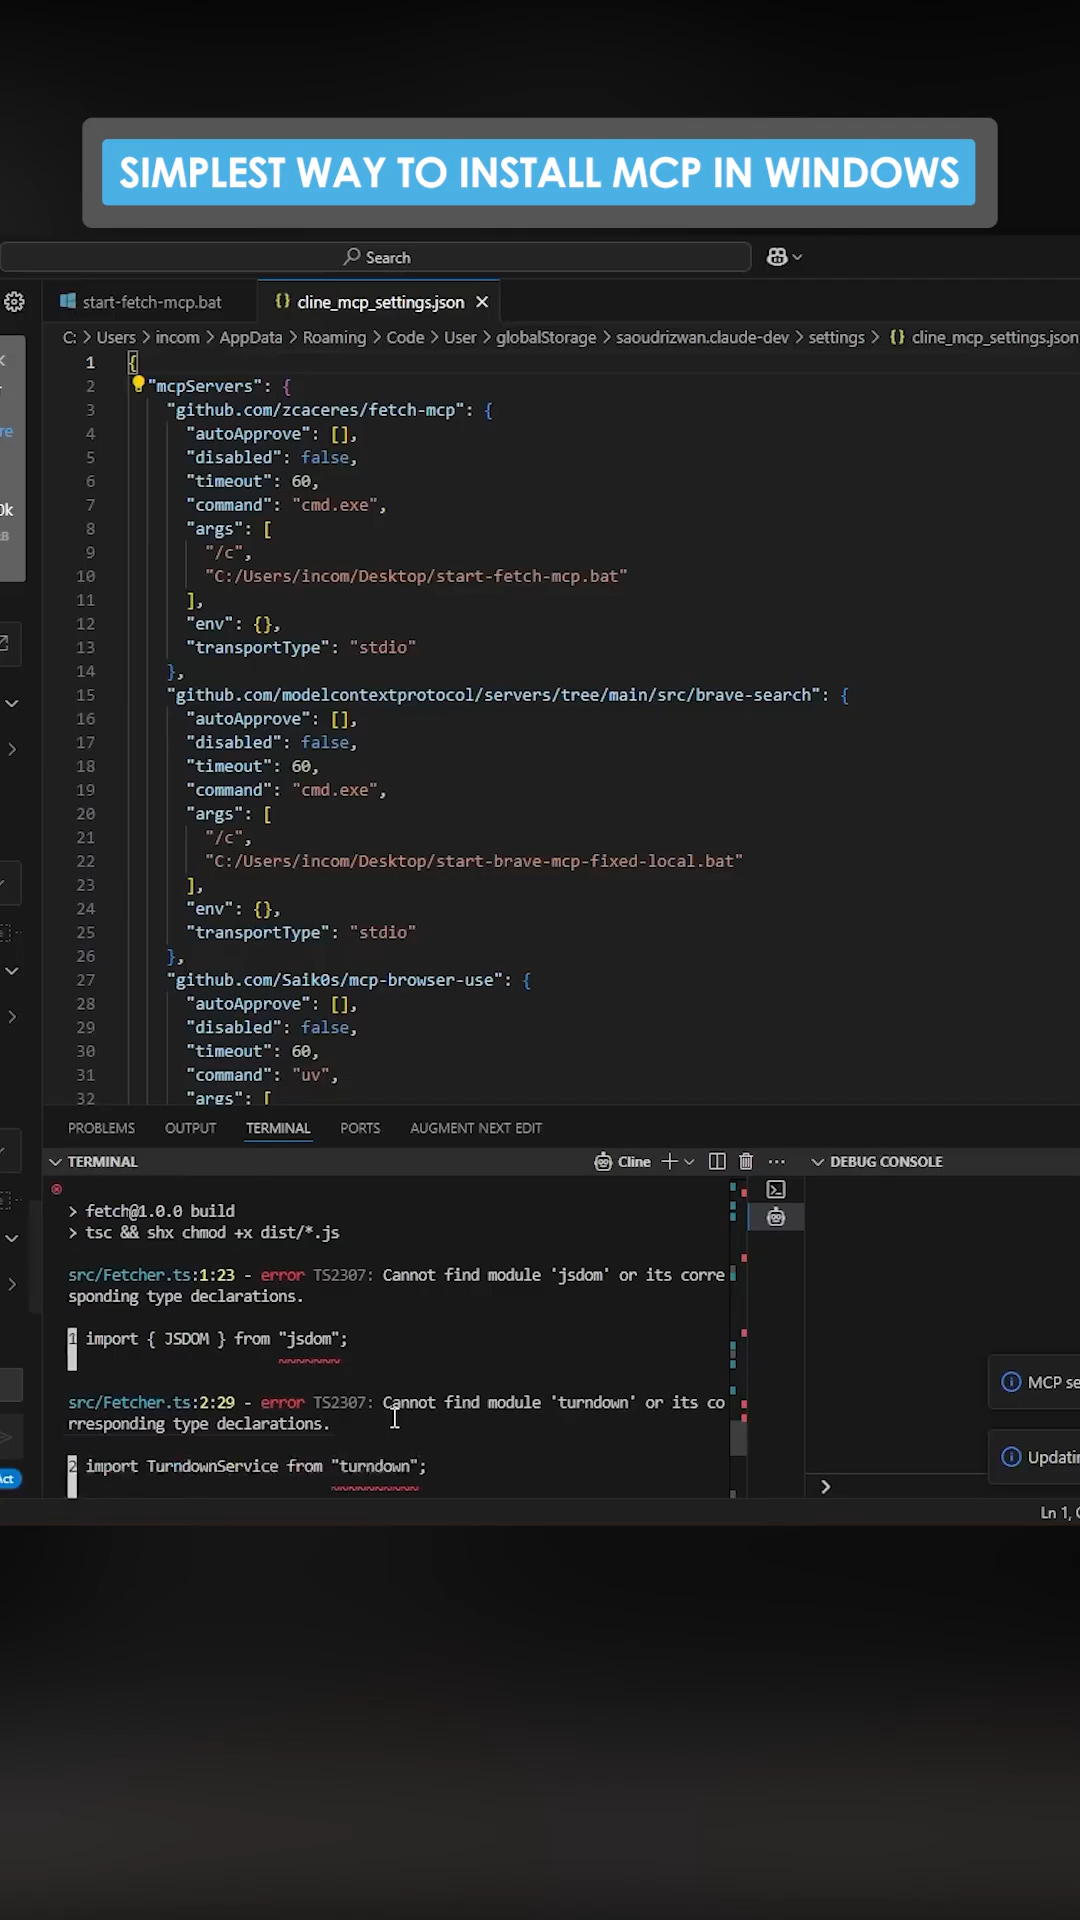 SIMPLEST WAY TO INSTALL MCP IN WINDOWS
Search
start-fetch-mcp.bat
{} cline_mcp_settings.json
C: > Users > incom > AppData > Roaming > Code > User > globalStorage > saoudrizwan.claude-dev > settings > {} cline_mcp_settings.json
1 {
2 "mcpServers": {
3 "github.com/zcaceres/fetch-mcp": {
4 "autoApprove": [],
5 "disabled": false,
6 "timeout": 60,
7 "command": "cmd.exe",
8 "args": [
9 "/c",
10 "C:/Users/incom/Desktop/start-fetch-mcp.bat"
11 ],
12 "env": {},
13 "transportType": "stdio"
14 },
15 "github.com/modelcontextprotocol/servers/tree/main/src/brave-search": {
16 "autoApprove": [],
17 "disabled": false,
18 "timeout": 60,
19 "command": "cmd.exe",
20 "args": [
21 "/c",
22 "C:/Users/incom/Desktop/start-brave-mcp-fixed-local.bat"
23 ],
24 "env": {},
25 "transportType": "stdio"
26 },
27 "github.com/Saik0s/mcp-browser-use": {
28 "autoApprove": [],
29 "disabled": false,
30 "timeout": 60,
31 "command": "uv",
32 "args": [
PROBLEMS OUTPUT TERMINAL PORTS AUGMENT NEXT EDIT
TERMINAL
Cline
DEBUG CONSOLE
> fetch@1.0.0 build
> tsc && shx chmod +x dist/*.js
src/Fetcher.ts:1:23 - error TS2307: Cannot find module 'jsdom' or its corre
sponding type declarations.
1 import { JSDOM } from "jsdom";
src/Fetcher.ts:2:29 - error TS2307: Cannot find module 'turndown' or its co
rresponding type declarations.
2 import TurndownService from "turndown";
MCP se
Updatin
Ln 1,